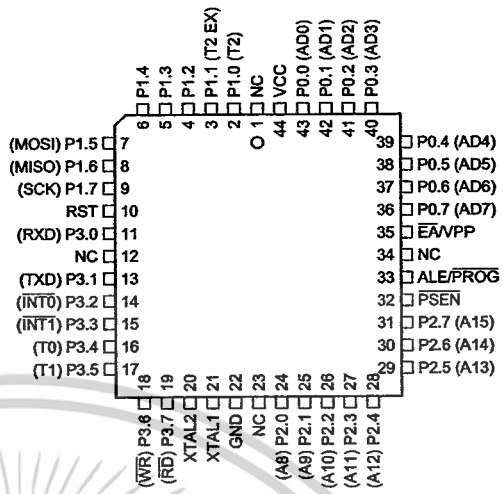 P1.4
P1.3
P1.2
P1.1 (T2 EX)
P1.0 (T2)
NC
VCC
P0.0 (AD0)
P0.1 (AD1)
P0.2 (AD2)
P0.3 (AD3)
6
5
4
3
2
1
44
43
42
41
40
(MOSI) P1.5 7
(MISO) P1.6 8
(SCK) P1.7 9
RST 10
(RXD) P3.0 11
NC 12
(TXD) P3.1 13
(I̅N̅T̅0̅) P3.2 14
(I̅N̅T̅1̅) P3.3 15
(T0) P3.4 16
(T1) P3.5 17
39 P0.4 (AD4)
38 P0.5 (AD5)
37 P0.6 (AD6)
36 P0.7 (AD7)
35 E̅A̅/VPP
34 NC
33 ALE/P̅R̅O̅G̅
32 P̅S̅E̅N̅
31 P2.7 (A15)
30 P2.6 (A14)
29 P2.5 (A13)
18
19
20
21
22
23
24
25
26
27
28
(W̅R̅) P3.6
(R̅D̅) P3.7
XTAL2
XTAL1
GND
NC
(A8) P2.0
(A9) P2.1
(A10) P2.2
(A11) P2.3
(A12) P2.4